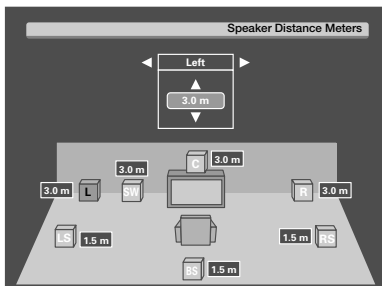 Speaker Distance Meters
Left
3.0 m
3.0 m
C
3.0 m
3.0 m
L
SW
R
3.0 m
LS
1.5 m
1.5 m
RS
BS
1.5 m